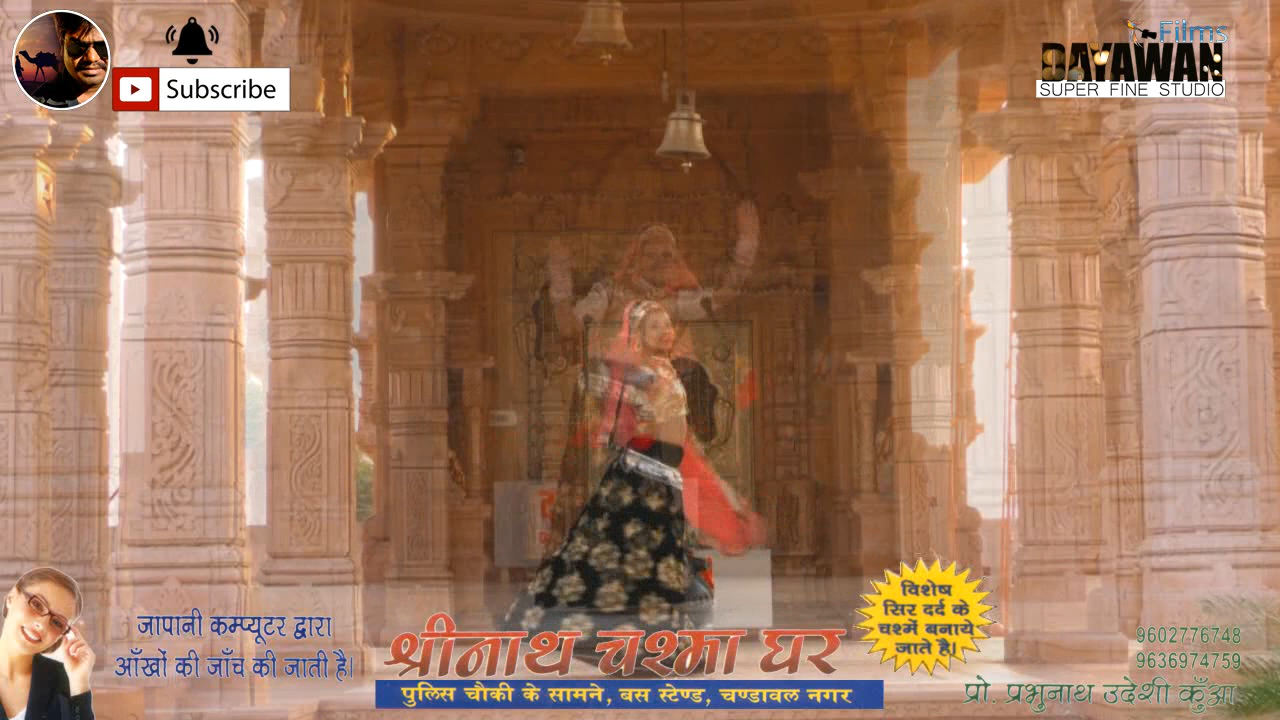 Subscribe
Films
DAYAWAN
SUPER FINE STUDIO
जापानी कम्प्यूटर द्वारा
आँखों की जाँच की जाती है।
श्रीनाथ चश्मा घर
पुलिस चौकी के सामने, बस स्टेण्ड, चण्डावल नगर
विशेष
सिर दर्द के
चश्में बनाये
जाते है।
9602776748
9636974759
प्रो. प्रभुनाथ उदेशी कुँआ